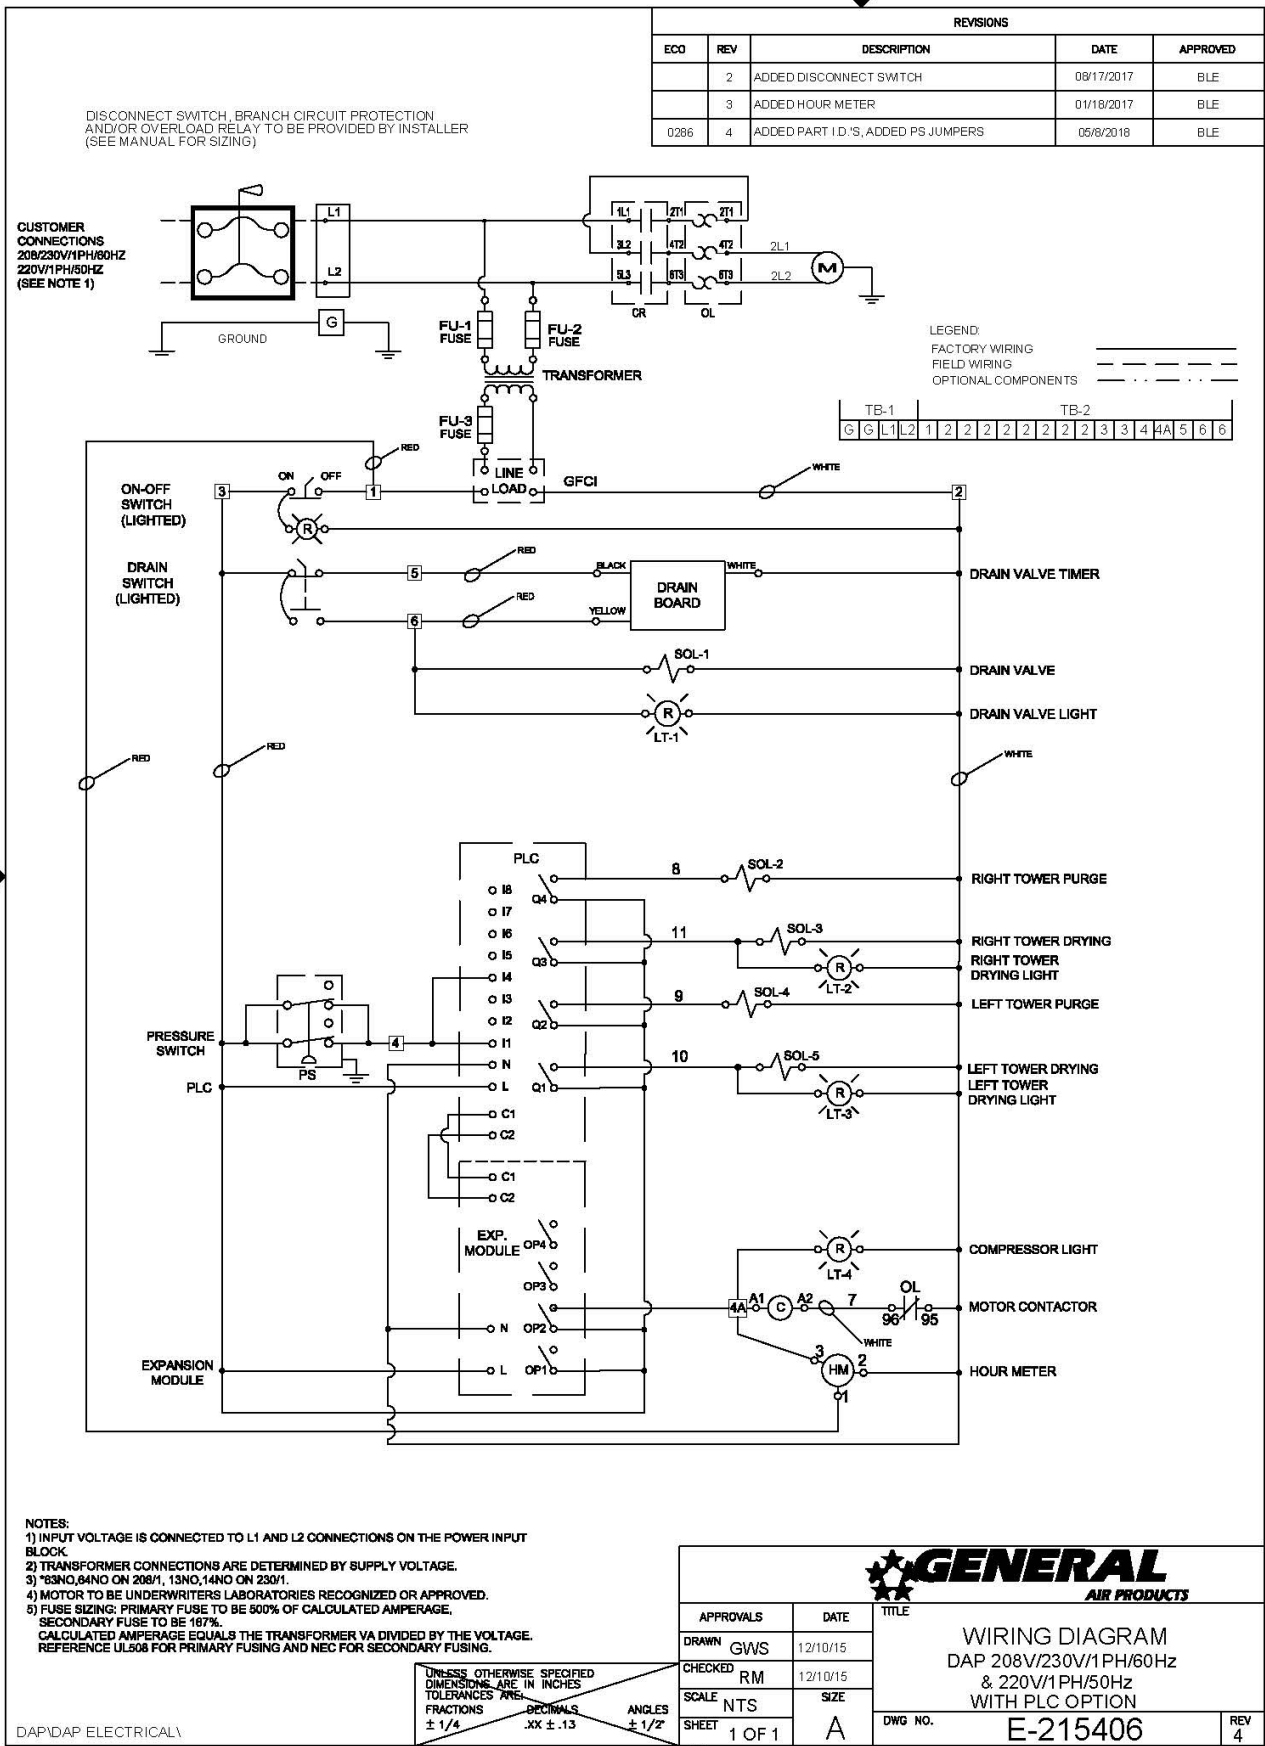 REVISIONS
ECO REV DESCRIPTION DATE APPROVED
2 ADDED DISCONNECT SWITCH 08/17/2017 BLE
3 ADDED HOUR METER 01/18/2017 BLE
0286 4 ADDED PART I.D.'S, ADDED PS JUMPERS 05/8/2018 BLE
DISCONNECT SWITCH, BRANCH CIRCUIT PROTECTION
AND/OR OVERLOAD RELAY TO BE PROVIDED BY INSTALLER
(SEE MANUAL FOR SIZING)
CUSTOMER
CONNECTIONS
208/230V/1PH/60HZ
220V/1PH/50HZ
(SEE NOTE 1)
L1
L2
G
GROUND
1L1 2T1 2T1
3L2 4T2 4T2
5L3 6T3 6T3
CR OL
2L1
2L2
M
FU-1
FUSE
FU-2
FUSE
TRANSFORMER
FU-3
FUSE
LEGEND:
FACTORY WIRING
FIELD WIRING
OPTIONAL COMPONENTS
TB-1 TB-2
G G L1 L2 1 2 2 2 2 2 2 2 2 3 3 4 4A 5 6 6
RED
LINE
LOAD
GFCI
WHITE
ON-OFF
SWITCH
(LIGHTED)
3
ON OFF
1
2
R
DRAIN
SWITCH
(LIGHTED)
5
RED
BLACK
DRAIN
BOARD
WHITE
DRAIN VALVE TIMER
6
RED
YELLOW
SOL-1
DRAIN VALVE
R
LT-1
DRAIN VALVE LIGHT
RED
RED
WHITE
PLC
I8
I7
I6
I5
I4
I3
I2
I1
N
L
C1
C2
Q4
Q3
Q2
Q1
8
SOL-2
RIGHT TOWER PURGE
11
SOL-3
RIGHT TOWER DRYING
R
LT-2
RIGHT TOWER
DRYING LIGHT
9
SOL-4
LEFT TOWER PURGE
10
SOL-5
LEFT TOWER DRYING
R
LT-3
LEFT TOWER
DRYING LIGHT
PRESSURE
SWITCH
PS
4
PLC
C1
C2
EXP.
MODULE
OP4
OP3
OP2
OP1
N
L
EXPANSION
MODULE
R
LT-4
COMPRESSOR LIGHT
4A A1 C A2 7
OL
96 95
MOTOR CONTACTOR
WHITE
3
HM
2
1
HOUR METER
NOTES:
1) INPUT VOLTAGE IS CONNECTED TO L1 AND L2 CONNECTIONS ON THE POWER INPUT
BLOCK.
2) TRANSFORMER CONNECTIONS ARE DETERMINED BY SUPPLY VOLTAGE.
3) *83NO,84NO ON 208/1, 13NO,14NO ON 230/1.
4) MOTOR TO BE UNDERWRITERS LABORATORIES RECOGNIZED OR APPROVED.
5) FUSE SIZING: PRIMARY FUSE TO BE 500% OF CALCULATED AMPERAGE,
SECONDARY FUSE TO BE 167%.
CALCULATED AMPERAGE EQUALS THE TRANSFORMER VA DIVIDED BY THE VOLTAGE.
REFERENCE UL508 FOR PRIMARY FUSING AND NEC FOR SECONDARY FUSING.
UNLESS OTHERWISE SPECIFIED
DIMENSIONS ARE IN INCHES
TOLERANCES ARE:
FRACTIONS DECIMALS ANGLES
± 1/4 .XX ± .13 ± 1/2°
DAP\DAP ELECTRICAL\
GENERAL
AIR PRODUCTS
APPROVALS DATE
DRAWN GWS 12/10/15
CHECKED RM 12/10/15
SCALE NTS SIZE
SHEET 1 OF 1 A
TITLE
WIRING DIAGRAM
DAP 208V/230V/1PH/60Hz
& 220V/1PH/50Hz
WITH PLC OPTION
DWG NO. E-215406 REV 4